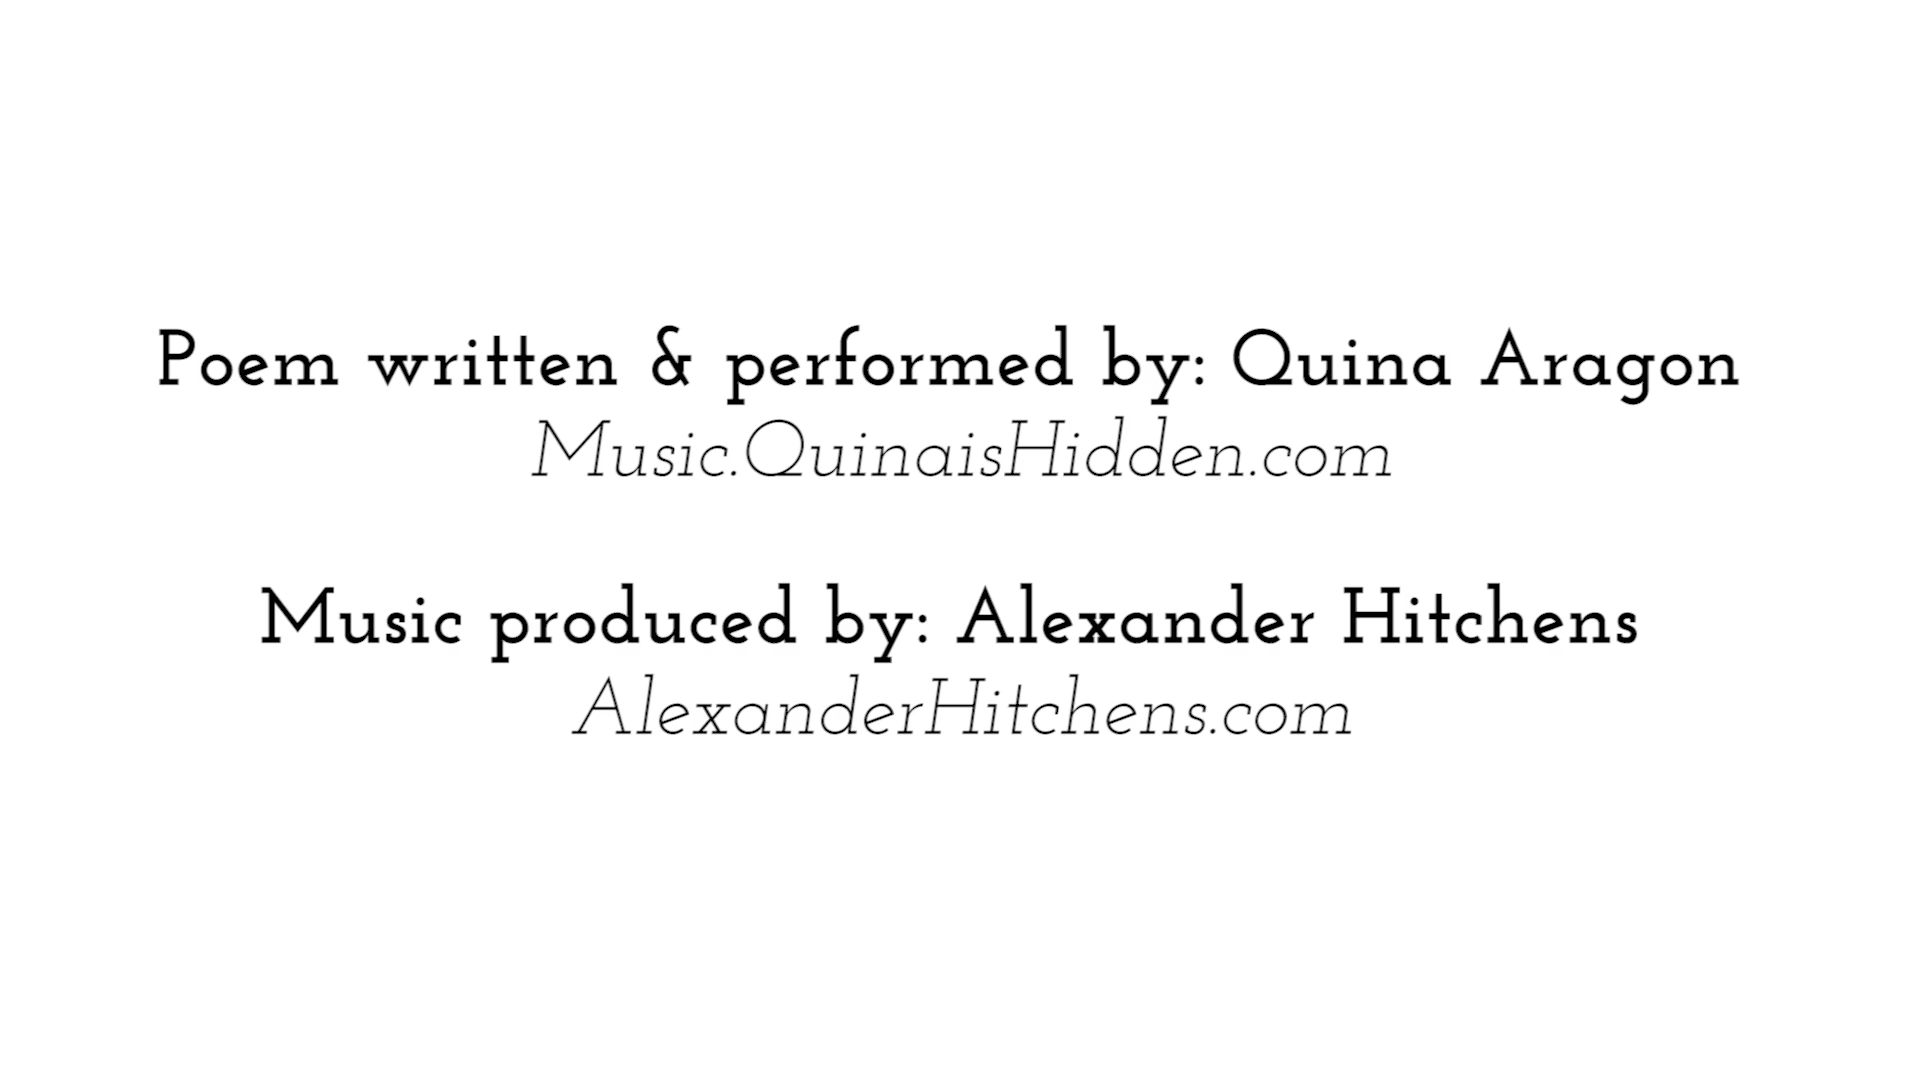 Poem written & performed by: Quina Aragon
Music.QuinaisHidden.com
Music produced by: Alexander Hitchens
AlexanderHitchens.com